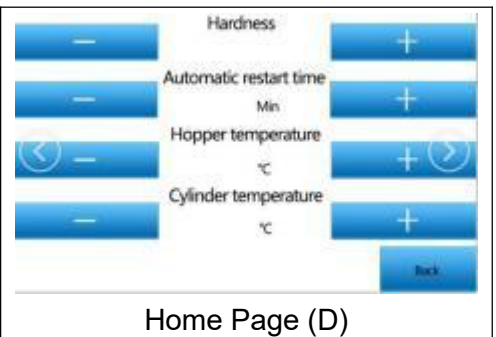 Hardness
− +
Automatic restart time
− Min +
Hopper temperature
− ℃ +
Cylinder temperature
− ℃ +
Back
Home Page (D)